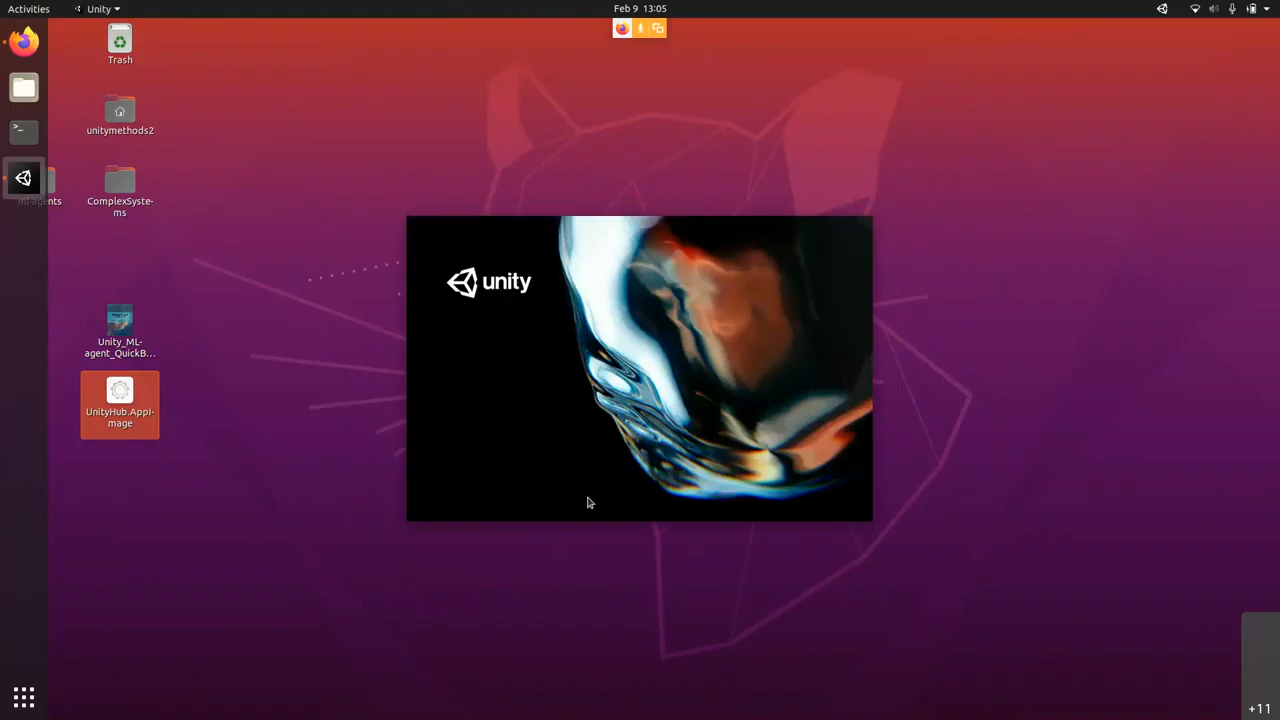 Activities
Unity
Feb 9 13:05
Trash
unitymethods2
ComplexSyste-
ms
unity
Unity_ML-
agent_QuickB...
UnityHub.AppI-
mage
+11